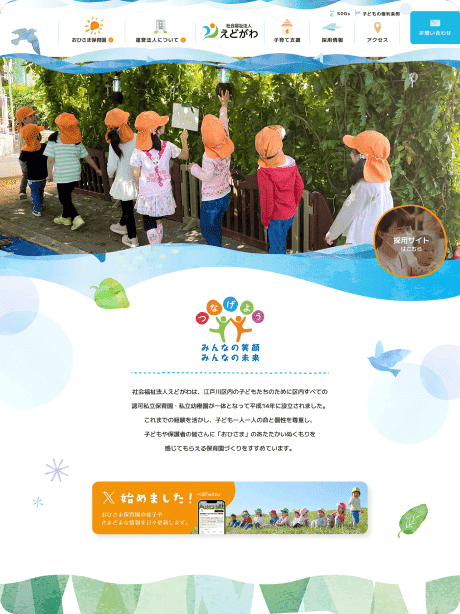 SDGs 子どもの権利条例
おひさま保育園
運営法人について
社会福祉法人
えどがわ
子育て支援
採用情報
アクセス
お問い合わせ
採用サイト
はこちら
つなげよう
みんなの笑顔
みんなの未来
社会福祉法人えどがわは、江戸川区内の子どもたちのために区内すべての
認可私立保育園・私立幼稚園が一体となって平成14年に設立されました。
これまでの経験を活かし、子ども一人一人の命と個性を尊重し、
子どもや保護者の皆さんに「おひさま」のあたたかいぬくもりを
感じてもらえる保育園づくりをすすめています。
X 始めました!
おひさま保育園の様子や
さまざまな情報を日々更新します。